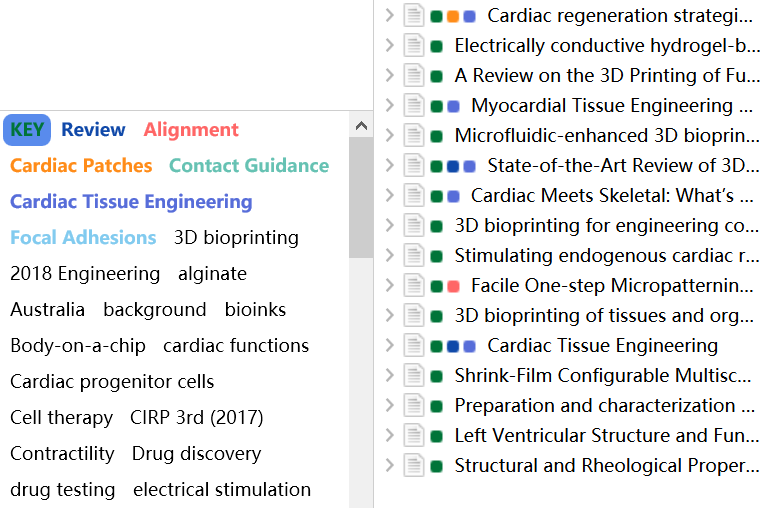 KEY Review Alignment
Cardiac Patches Contact Guidance
Cardiac Tissue Engineering
Focal Adhesions 3D bioprinting
2018 Engineering alginate
Australia background bioinks
Body-on-a-chip cardiac functions
Cardiac progenitor cells
Cell therapy CIRP 3rd (2017)
Contractility Drug discovery
drug testing electrical stimulation
Cardiac regeneration strategi...
Electrically conductive hydrogel-b...
A Review on the 3D Printing of Fu...
Myocardial Tissue Engineering ...
Microfluidic-enhanced 3D bioprin...
State-of-the-Art Review of 3D...
Cardiac Meets Skeletal: What’s ...
3D bioprinting for engineering co...
Stimulating endogenous cardiac r...
Facile One-step Micropatternin...
3D bioprinting of tissues and org...
Cardiac Tissue Engineering
Shrink-Film Configurable Multisc...
Preparation and characterization ...
Left Ventricular Structure and Fun...
Structural and Rheological Proper...